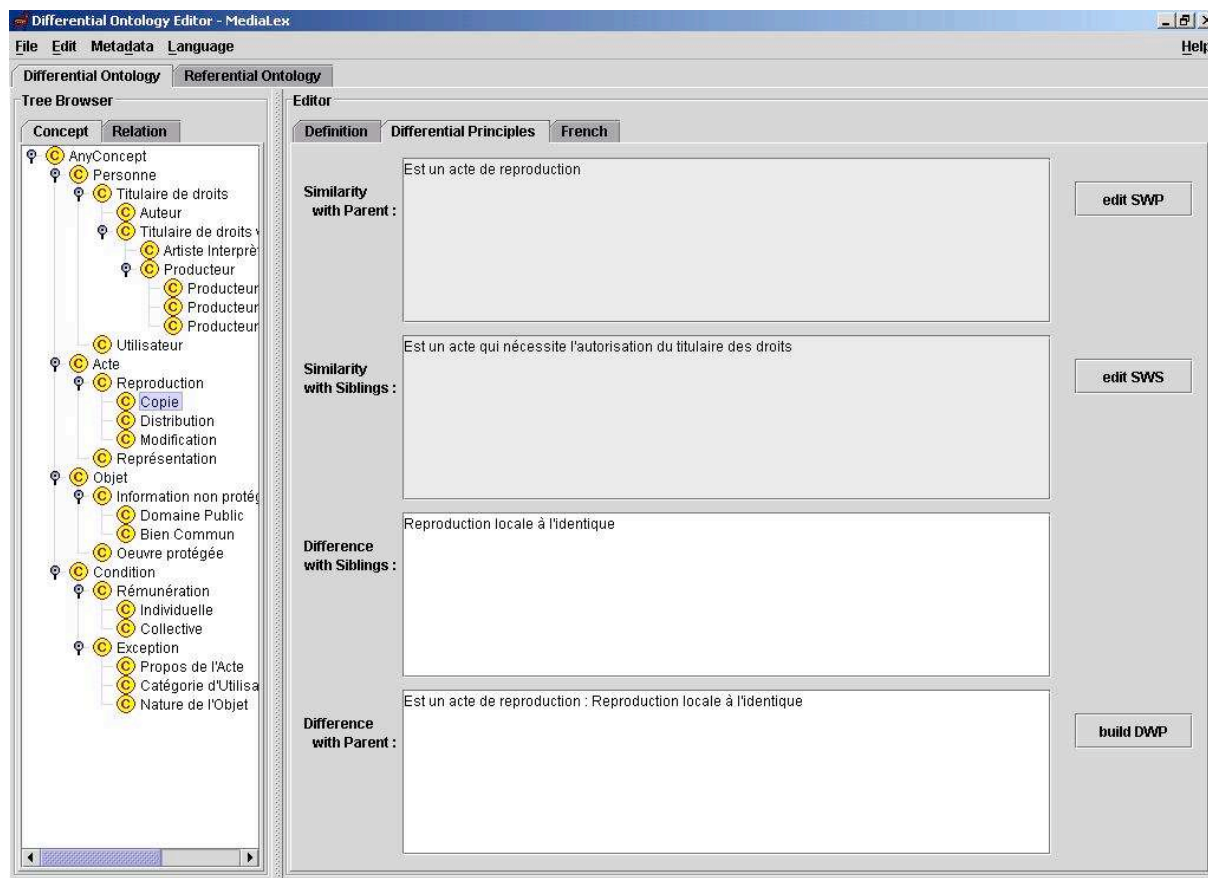 Differential Ontology Editor - MediaLex
File Edit Metadata Language Help
Differential Ontology Referential Ontology
Tree Browser
Concept Relation
C AnyConcept
C Personne
C Titulaire de droits
C Auteur
C Titulaire de droits v
C Artiste Interprè
C Producteur
C Producteur
C Producteur
C Producteur
C Utilisateur
C Acte
C Reproduction
C Copie
C Distribution
C Modification
C Représentation
C Objet
C Information non protég
C Domaine Public
C Bien Commun
C Oeuvre protégée
C Condition
C Rémunération
C Individuelle
C Collective
C Exception
C Propos de l'Acte
C Catégorie d'Utilisa
C Nature de l'Objet
Editor
Definition Differential Principles French
Similarity
with Parent :
Est un acte de reproduction
edit SWP
Similarity
with Siblings :
Est un acte qui nécessite l'autorisation du titulaire des droits
edit SWS
Difference
with Siblings :
Reproduction locale à l'identique
Difference
with Parent :
Est un acte de reproduction : Reproduction locale à l'identique
build DWP